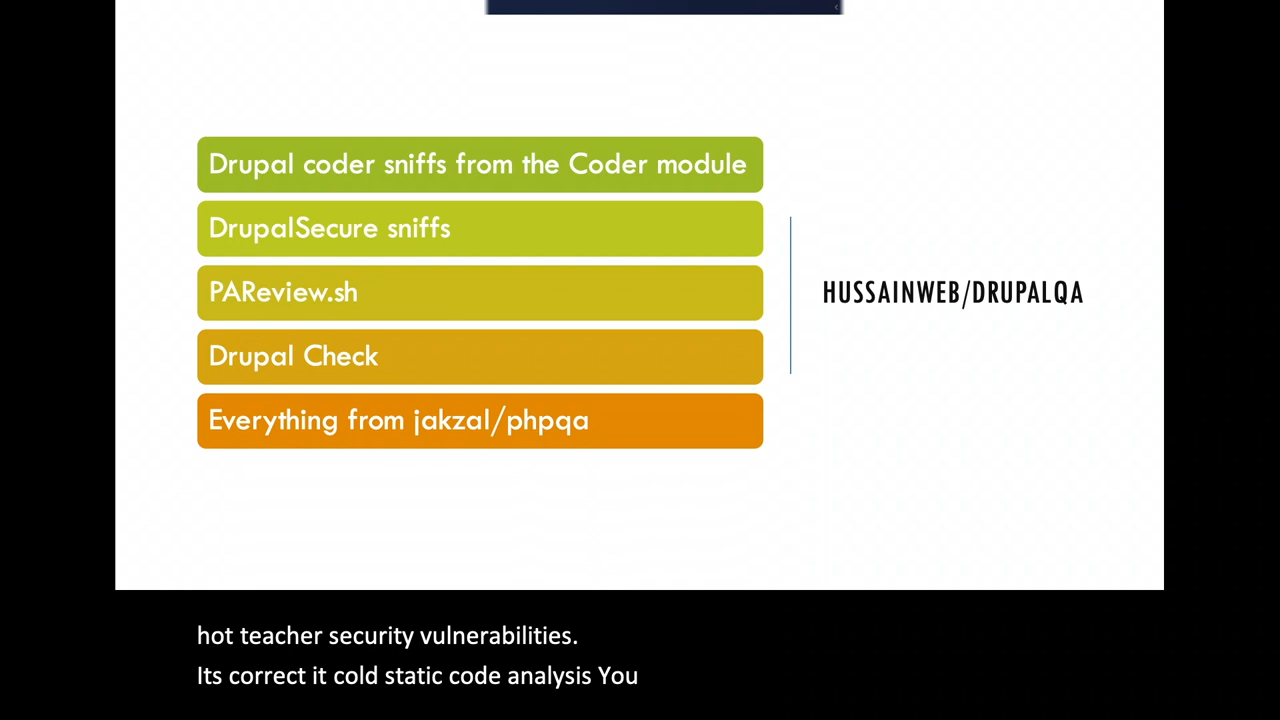 Drupal coder sniffs from the Coder module
DrupalSecure sniffs
PAReview.sh
Drupal Check
Everything from jakzal/phpqa
HUSSAINWEB/DRUPALQA
hot teacher security vulnerabilities.
Its correct it cold static code analysis You